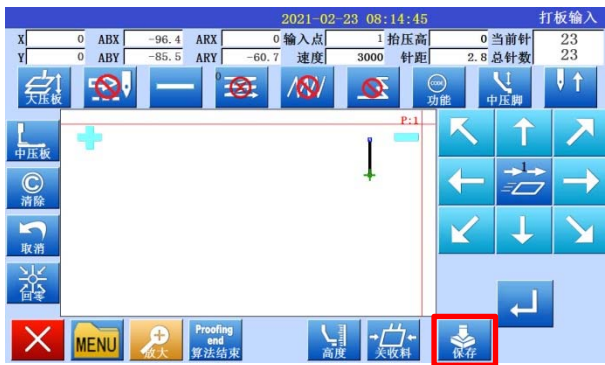 2021-02-23 08:14:45 打板输入
X 0 ABX -96.4 ARX 0 输入点 1 抬压高 0 当前针 23
Y 0 ABY -85.5 ARY -60.7 速度 3000 针距 2.8 总针数 23
大压板 0 功能 中压脚
P:1
中压板
清除
取消
回零
1
MENU 放大 Proofing end 算法结束 高度 关收料 保存